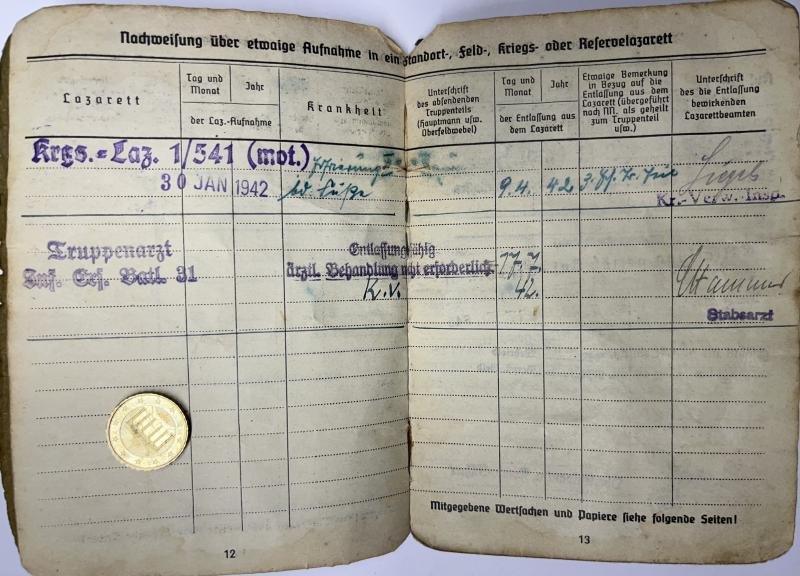 Nachweisung über etwaige Aufnahme in ein Standort-, Feld-, Kriegs- oder Reservelazarett
Lazarett
Tag und
Monat
Jahr
der Laz.-Aufnahme
Krankheit
Unterschrift
des absendenden
Truppenteils
(Hauptmann usw.
Oberfeldwebel)
Tag und
Monat
Jahr
der Entlassung aus
dem Lazarett
Etwaige Bemerkung
in Bezug auf die
Entlassung aus dem
Lazarett (übergeführt
nach NN. als geheilt
zum Truppenteil
usw.)
Unterschrift
des die Entlassung
bewirkenden
Lazarettbeamten
Krgs.=Laz. 1/541 (mot.)
30 JAN 1942
bd. Füße
9.4. 42
Kr.-Verw.-Insp.
Truppenarzt
Inf. Ers. Batl. 31
Entlassungsfähig
ärztl. Behandlung nicht erforderlich
K.v.
17.7.
42.
Stabsarzt
Mitgegebene Wertsachen und Papiere siehe folgende Seiten!
12
13